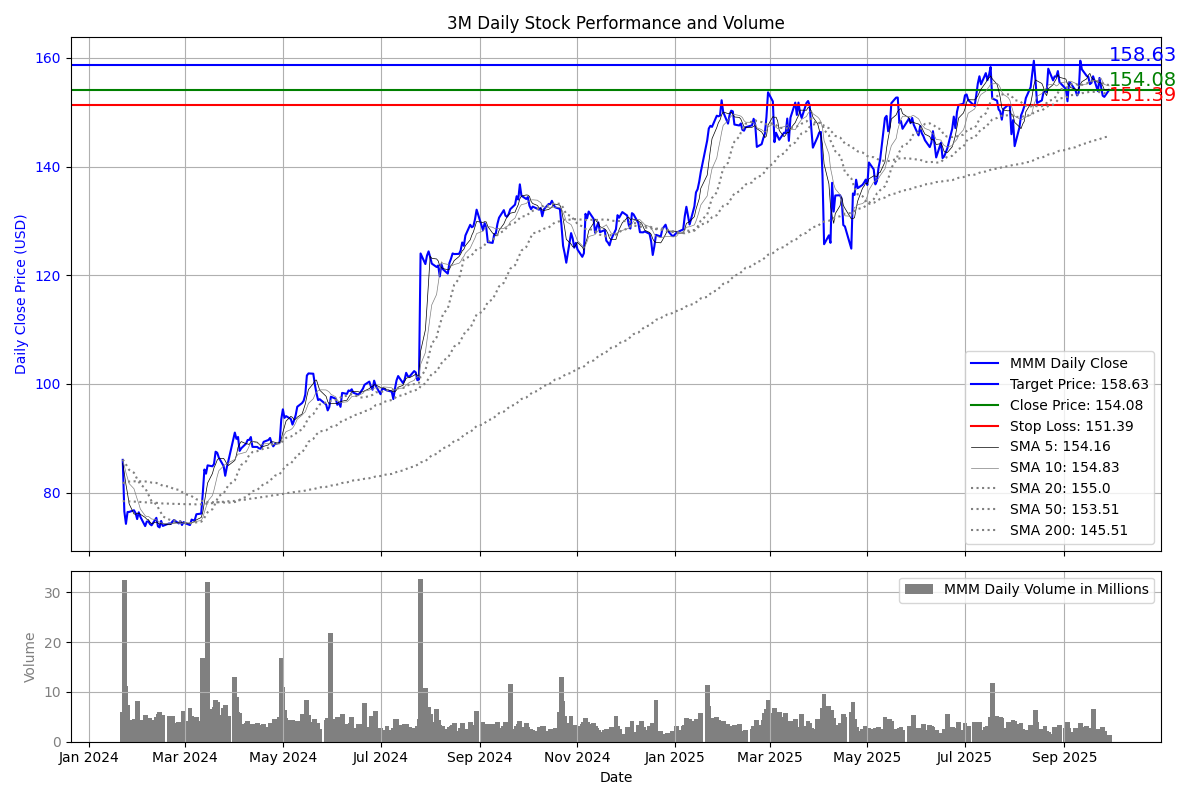 3M Daily Stock Performance and Volume
160
140
120
100
80
Daily Close Price (USD)
158.63
154.08
151.39
MMM Daily Close
Target Price: 158.63
Close Price: 154.08
Stop Loss: 151.39
SMA 5: 154.16
SMA 10: 154.83
SMA 20: 155.0
SMA 50: 153.51
SMA 200: 145.51
30
20
10
0
Volume
MMM Daily Volume in Millions
Jan 2024 Mar 2024 May 2024 Jul 2024 Sep 2024 Nov 2024 Jan 2025 Mar 2025 May 2025 Jul 2025 Sep 2025
Date